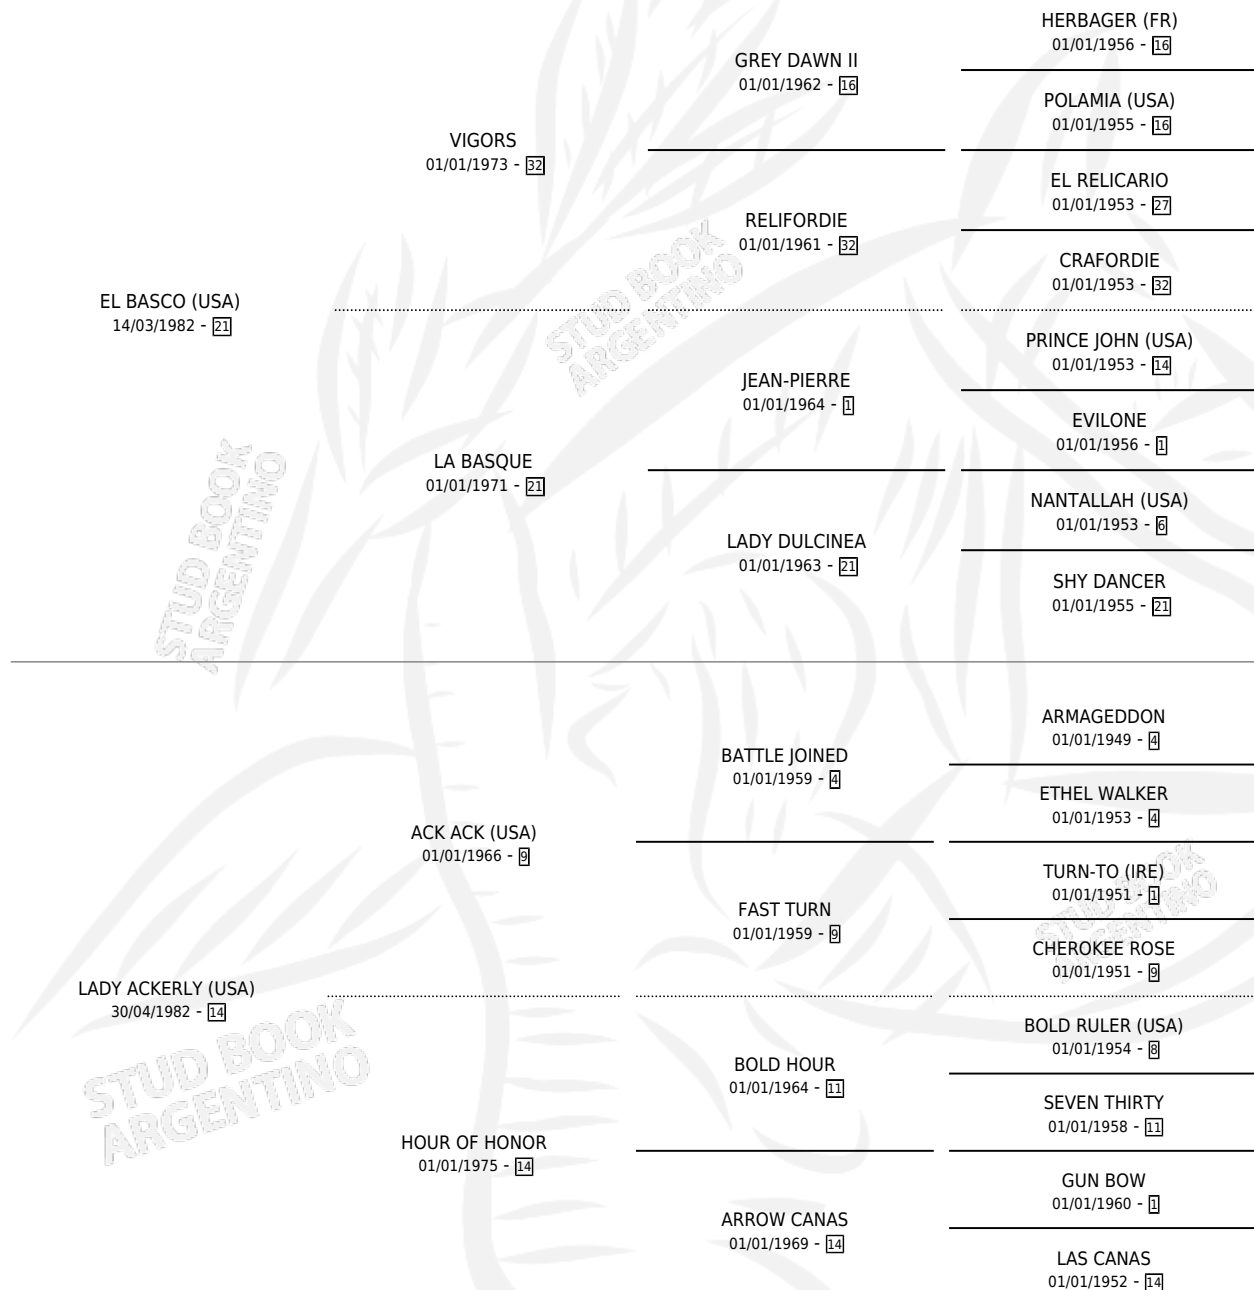 HERBAGER (FR)
01/01/1956 - 16
GREY DAWN II
01/01/1962 - 16
POLAMIA (USA)
01/01/1955 - 16
VIGORS
01/01/1973 - 32
EL RELICARIO
01/01/1953 - 27
RELIFORDIE
01/01/1961 - 32
CRAFORDIE
01/01/1953 - 32
EL BASCO (USA)
14/03/1982 - 21
STUD BOOK
ARGENTINO
PRINCE JOHN (USA)
01/01/1953 - 14
JEAN-PIERRE
01/01/1964 - 1
EVILONE
01/01/1956 - 1
LA BASQUE
01/01/1971 - 21
NANTALLAH (USA)
01/01/1953 - 6
LADY DULCINEA
01/01/1963 - 21
SHY DANCER
01/01/1955 - 21
STUD BOOK
ARGENTINO
ARMAGEDDON
01/01/1949 - 4
BATTLE JOINED
01/01/1959 - 4
ETHEL WALKER
01/01/1953 - 4
ACK ACK (USA)
01/01/1966 - 9
TURN-TO (IRE)
01/01/1951 - 1
FAST TURN
01/01/1959 - 9
STUD BOOK
ARGENTINO
CHEROKEE ROSE
01/01/1951 - 9
LADY ACKERLY (USA)
30/04/1982 - 14
STUD BOOK
ARGENTINO
BOLD RULER (USA)
01/01/1954 - 8
BOLD HOUR
01/01/1964 - 11
SEVEN THIRTY
01/01/1958 - 11
HOUR OF HONOR
01/01/1975 - 14
GUN BOW
01/01/1960 - 1
ARROW CANAS
01/01/1969 - 14
LAS CANAS
01/01/1952 - 14